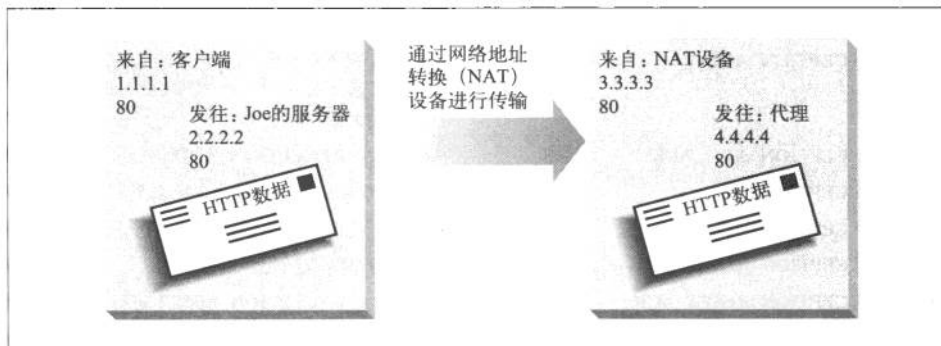 来自：客户端
1.1.1.1
80
发往：Joe的服务器
2.2.2.2
80
HTTP数据
通过网络地址
转换（NAT）
设备进行传输
来自：NAT设备
3.3.3.3
80
发往：代理
4.4.4.4
80
HTTP数据